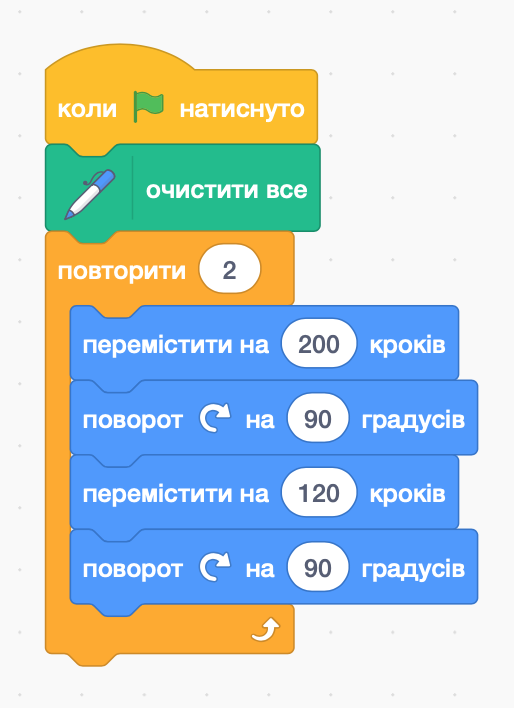 коли натиснуто
очистити все
повторити 2
перемістити на 200 кроків
поворот на 90 градусів
перемістити на 120 кроків
поворот на 90 градусів